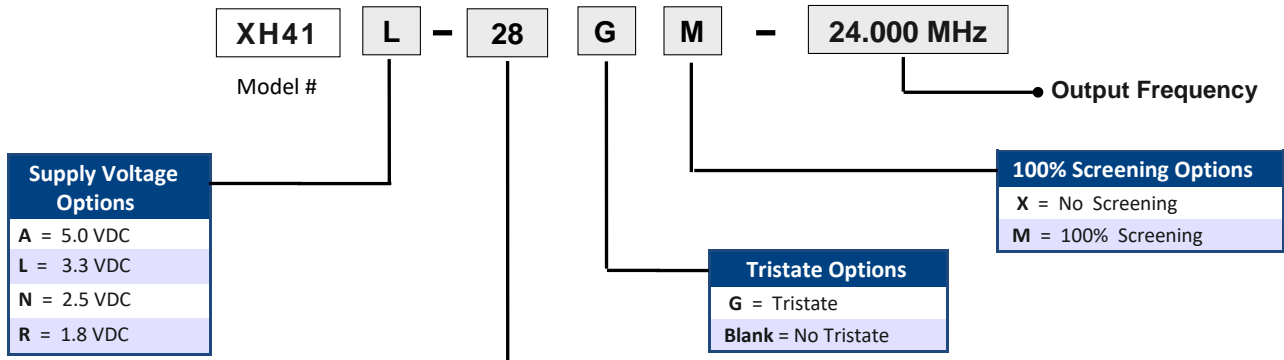 XH41 L – 28 G M – 24.000 MHz
Model #
Output Frequency
Supply Voltage
Options
A = 5.0 VDC
L = 3.3 VDC
N = 2.5 VDC
R = 1.8 VDC
100% Screening Options
X = No Screening
M = 100% Screening
Tristate Options
G = Tristate
Blank = No Tristate